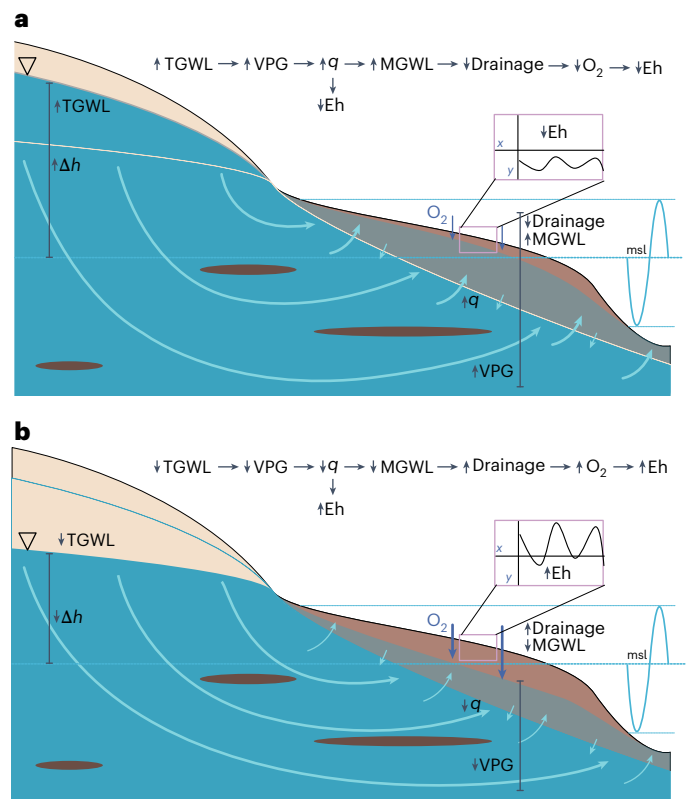 a
↑TGWL → ↑VPG → ↑q → ↑MGWL → ↓Drainage → ↓O₂ → ↓Eh
↓
↓Eh
↑TGWL
↑Δh
↓Eh
x
y
O₂
↓Drainage
↑MGWL
msl
↑q
↑VPG
b
↓TGWL → ↓VPG → ↓q → ↓MGWL → ↑Drainage → ↑O₂ → ↑Eh
↓
↑Eh
↓TGWL
↓Δh
x
y
↑Eh
O₂
↑Drainage
↓MGWL
msl
↓q
↓VPG